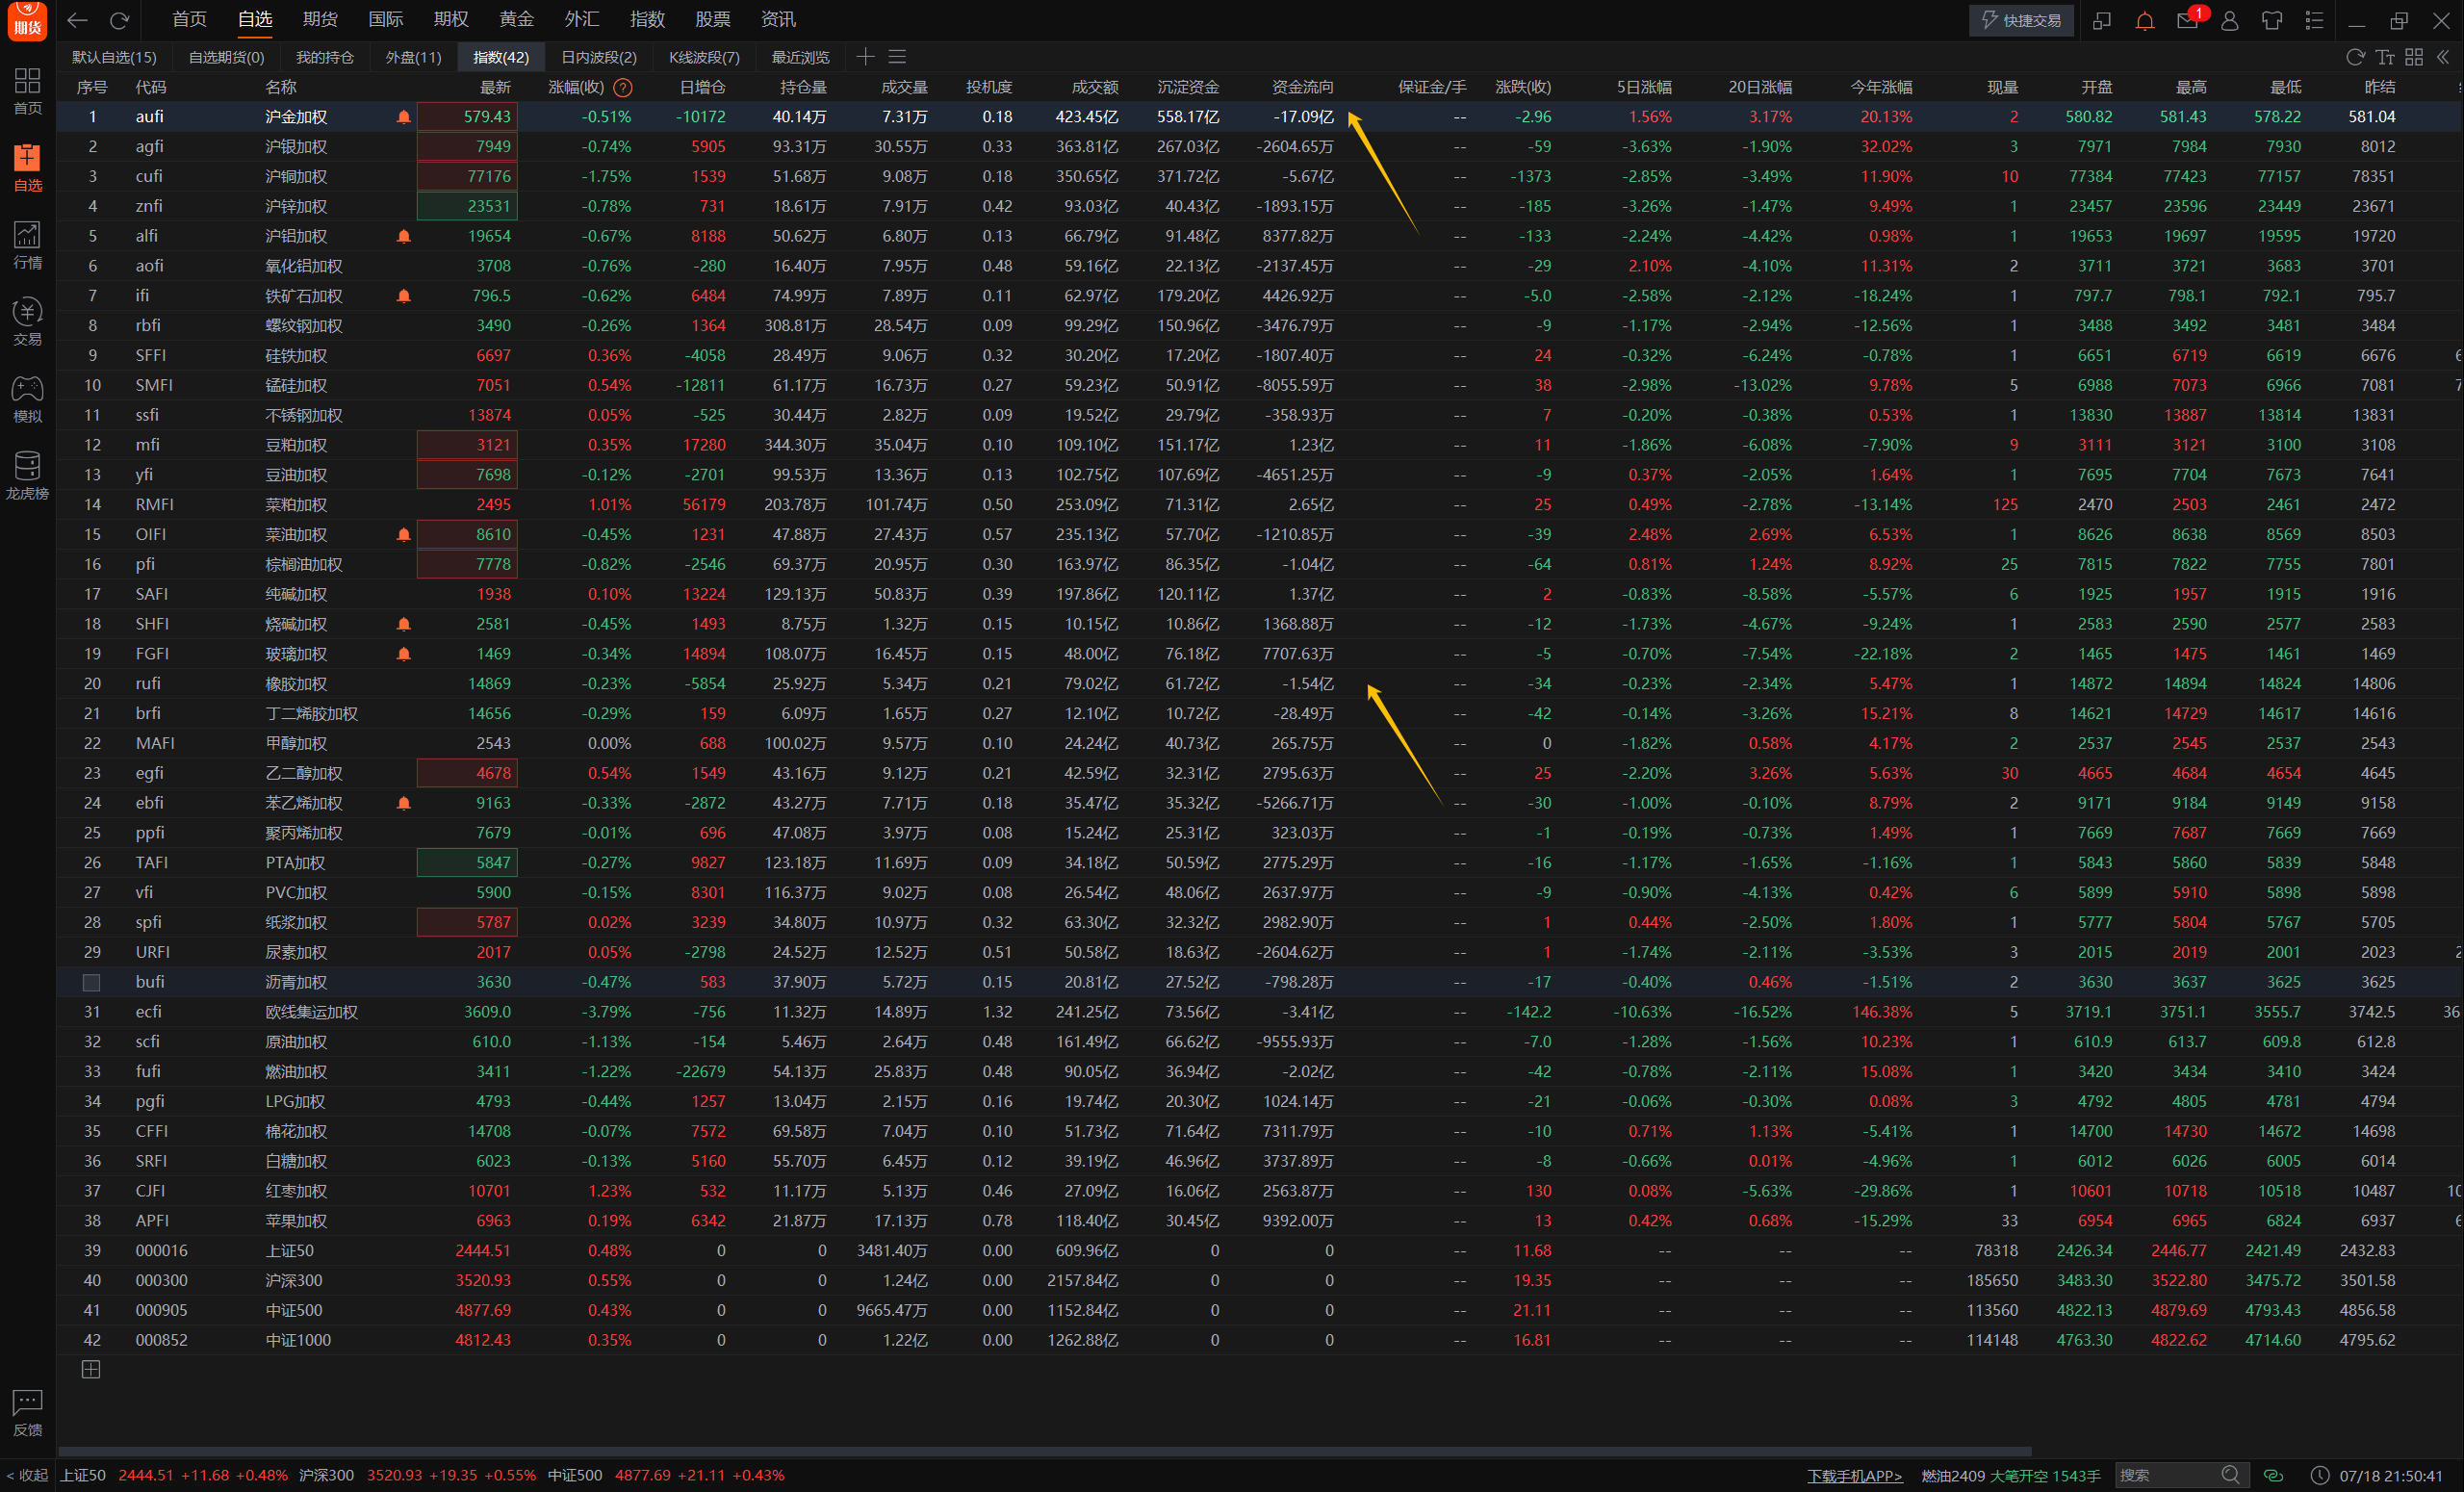 期货 首页 自选 期货 国际 期权 黄金 外汇 指数 股票 资讯 快捷交易 1
默认自选(15) 自选期货(0) 我的持仓 外盘(11) 指数(42) 日内波段(2) K线波段(7) 最近浏览
序号 代码 名称 最新 涨幅(收) 日增仓 持仓量 成交量 投机度 成交额 沉淀资金 资金流向 保证金/手 涨跌(收) 5日涨幅 20日涨幅 今年涨幅 现量 开盘 最高 最低 昨结
1 aufi 沪金加权 579.43 -0.51% -10172 40.14万 7.31万 0.18 423.45亿 558.17亿 -17.09亿 -- -2.96 1.56% 3.17% 20.13% 2 580.82 581.43 578.22 581.04
2 agfi 沪银加权 7949 -0.74% 5905 93.31万 30.55万 0.33 363.81亿 267.03亿 -2604.65万 -- -59 -3.63% -1.90% 32.02% 3 7971 7984 7930 8012
3 cufi 沪铜加权 77176 -1.75% 1539 51.68万 9.08万 0.18 350.65亿 371.72亿 -5.67亿 -- -1373 -2.85% -3.49% 11.90% 10 77384 77423 77157 78351
4 znfi 沪锌加权 23531 -0.78% 731 18.61万 7.91万 0.42 93.03亿 40.43亿 -1893.15万 -- -185 -3.26% -1.47% 9.49% 1 23457 23596 23449 23671
5 alfi 沪铝加权 19654 -0.67% 8188 50.62万 6.80万 0.13 66.79亿 91.48亿 8377.82万 -- -133 -2.24% -4.42% 0.98% 1 19653 19697 19595 19720
6 aofi 氧化铝加权 3708 -0.76% -280 16.40万 7.95万 0.48 59.16亿 22.13亿 -2137.45万 -- -29 2.10% -4.10% 11.31% 2 3711 3721 3683 3701
7 ifi 铁矿石加权 796.5 -0.62% 6484 74.99万 7.89万 0.11 62.97亿 179.20亿 4426.92万 -- -5.0 -2.58% -2.12% -18.24% 1 797.7 798.1 792.1 795.7
8 rbfi 螺纹钢加权 3490 -0.26% 1364 308.81万 28.54万 0.09 99.29亿 150.96亿 -3476.79万 -- -9 -1.17% -2.94% -12.56% 1 3488 3492 3481 3484
9 SFFI 硅铁加权 6697 0.36% -4058 28.49万 9.06万 0.32 30.20亿 17.20亿 -1807.40万 -- 24 -0.32% -6.24% -0.78% 1 6651 6719 6619 6676
10 SMFI 锰硅加权 7051 0.54% -12811 61.17万 16.73万 0.27 59.23亿 50.91亿 -8055.59万 -- 38 -2.98% -13.02% 9.78% 5 6988 7073 6966 7081
11 ssfi 不锈钢加权 13874 0.05% -525 30.44万 2.82万 0.09 19.52亿 29.79亿 -358.93万 -- 7 -0.20% -0.38% 0.53% 1 13830 13887 13814 13831
12 mfi 豆粕加权 3121 0.35% 17280 344.30万 35.04万 0.10 109.10亿 151.17亿 1.23亿 -- 11 -1.86% -6.08% -7.90% 9 3111 3121 3100 3108
13 yfi 豆油加权 7698 -0.12% -2701 99.53万 13.36万 0.13 102.75亿 107.69亿 -4651.25万 -- -9 0.37% -2.05% 1.64% 1 7695 7704 7673 7641
14 RMFI 菜粕加权 2495 1.01% 56179 203.78万 101.74万 0.50 253.09亿 71.31亿 2.65亿 -- 25 0.49% -2.78% -13.14% 125 2470 2503 2461 2472
15 OIFI 菜油加权 8610 -0.45% 1231 47.88万 27.43万 0.57 235.13亿 57.70亿 -1210.85万 -- -39 2.48% 2.69% 6.53% 1 8626 8638 8569 8503
16 pfi 棕榈油加权 7778 -0.82% -2546 69.37万 20.95万 0.30 163.97亿 86.35亿 -1.04亿 -- -64 0.81% 1.24% 8.92% 25 7815 7822 7755 7801
17 SAFI 纯碱加权 1938 0.10% 13224 129.13万 50.83万 0.39 197.86亿 120.11亿 1.37亿 -- 2 -0.83% -8.58% -5.57% 6 1925 1957 1915 1916
18 SHFI 烧碱加权 2581 -0.45% 1493 8.75万 1.32万 0.15 10.15亿 10.86亿 1368.88万 -- -12 -1.73% -4.67% -9.24% 1 2583 2590 2577 2583
19 FGFI 玻璃加权 1469 -0.34% 14894 108.07万 16.45万 0.15 48.00亿 76.18亿 7707.63万 -- -5 -0.70% -7.54% -22.18% 2 1465 1475 1461 1469
20 rufi 橡胶加权 14869 -0.23% -5854 25.92万 5.34万 0.21 79.02亿 61.72亿 -1.54亿 -- -34 -0.23% -2.34% 5.47% 1 14872 14894 14824 14806
21 brfi 丁二烯胶加权 14656 -0.29% 159 6.09万 1.65万 0.27 12.10亿 10.72亿 -28.49万 -- -42 -0.14% -3.26% 15.21% 8 14621 14729 14617 14616
22 MAFI 甲醇加权 2543 0.00% 688 100.02万 9.57万 0.10 24.24亿 40.73亿 265.75万 -- 0 -1.82% 0.58% 4.17% 2 2537 2545 2537 2543
23 egfi 乙二醇加权 4678 0.54% 1549 43.16万 9.12万 0.21 42.59亿 32.31亿 2795.63万 -- 25 -2.20% 3.26% 5.63% 30 4665 4684 4654 4645
24 ebfi 苯乙烯加权 9163 -0.33% -2872 43.27万 7.71万 0.18 35.47亿 35.32亿 -5266.71万 -- -30 -1.00% -0.10% 8.79% 2 9171 9184 9149 9158
25 ppfi 聚丙烯加权 7679 -0.01% 696 47.08万 3.97万 0.08 15.24亿 25.31亿 323.03万 -- -1 -0.19% -0.73% 1.49% 1 7669 7687 7669 7669
26 TAFI PTA加权 5847 -0.27% 9827 123.18万 11.69万 0.09 34.18亿 50.59亿 2775.29万 -- -16 -1.17% -1.65% -1.16% 1 5843 5860 5839 5848
27 vfi PVC加权 5900 -0.15% 8301 116.37万 9.02万 0.08 26.54亿 48.06亿 2637.97万 -- -9 -0.90% -4.13% 0.42% 6 5899 5910 5898 5898
28 spfi 纸浆加权 5787 0.02% 3239 34.80万 10.97万 0.32 63.30亿 32.32亿 2982.90万 -- 1 0.44% -2.50% 1.80% 1 5777 5804 5767 5705
29 URFI 尿素加权 2017 0.05% -2798 24.52万 12.52万 0.51 50.58亿 18.63亿 -2604.62万 -- 1 -1.74% -2.11% -3.53% 3 2015 2019 2001 2023
bufi 沥青加权 3630 -0.47% 583 37.90万 5.72万 0.15 20.81亿 27.52亿 -798.28万 -- -17 -0.40% 0.46% -1.51% 2 3630 3637 3625 3625
31 ecfi 欧线集运加权 3609.0 -3.79% -756 11.32万 14.89万 1.32 241.25亿 73.56亿 -3.41亿 -- -142.2 -10.63% -16.52% 146.38% 5 3719.1 3751.1 3555.7 3742.5 36
32 scfi 原油加权 610.0 -1.13% -154 5.46万 2.64万 0.48 161.49亿 66.62亿 -9555.93万 -- -7.0 -1.28% -1.56% 10.23% 1 610.9 613.7 609.8 612.8
33 fufi 燃油加权 3411 -1.22% -22679 54.13万 25.83万 0.48 90.05亿 36.94亿 -2.02亿 -- -42 -0.78% -2.11% 15.08% 1 3420 3434 3410 3424
34 pgfi LPG加权 4793 -0.44% 1257 13.04万 2.15万 0.16 19.74亿 20.30亿 1024.14万 -- -21 -0.06% -0.30% 0.08% 3 4792 4805 4781 4794
35 CFFI 棉花加权 14708 -0.07% 7572 69.58万 7.04万 0.10 51.73亿 71.64亿 7311.79万 -- -10 0.71% 1.13% -5.41% 1 14700 14730 14672 14698
36 SRFI 白糖加权 6023 -0.13% 5160 55.70万 6.45万 0.12 39.19亿 46.96亿 3737.89万 -- -8 -0.66% 0.01% -4.96% 1 6012 6026 6005 6014
37 CJFI 红枣加权 10701 1.23% 532 11.17万 5.13万 0.46 27.09亿 16.06亿 2563.87万 -- 130 0.08% -5.63% -29.86% 1 10601 10718 10518 10487
38 APFI 苹果加权 6963 0.19% 6342 21.87万 17.13万 0.78 118.40亿 30.45亿 9392.00万 -- 13 0.42% 0.68% -15.29% 33 6954 6965 6824 6937
39 000016 上证50 2444.51 0.48% 0 0 3481.40万 0.00 609.96亿 0 0 -- 11.68 -- -- -- 78318 2426.34 2446.77 2421.49 2432.83
40 000300 沪深300 3520.93 0.55% 0 0 1.24亿 0.00 2157.84亿 0 0 -- 19.35 -- -- -- 185650 3483.30 3522.80 3475.72 3501.58
41 000905 中证500 4877.69 0.43% 0 0 9665.47万 0.00 1152.84亿 0 0 -- 21.11 -- -- -- 113560 4822.13 4879.69 4793.43 4856.58
42 000852 中证1000 4812.43 0.35% 0 0 1.22亿 0.00 1262.88亿 0 0 -- 16.81 -- -- -- 114148 4763.30 4822.62 4714.60 4795.62
首页
自选
行情
交易
模拟
龙虎榜
反馈
< 收起 上证50 2444.51 +11.68 +0.48% 沪深300 3520.93 +19.35 +0.55% 中证500 4877.69 +21.11 +0.43% 下载手机APP> 燃油2409 大笔开空 1543手 搜索 07/18 21:50:41